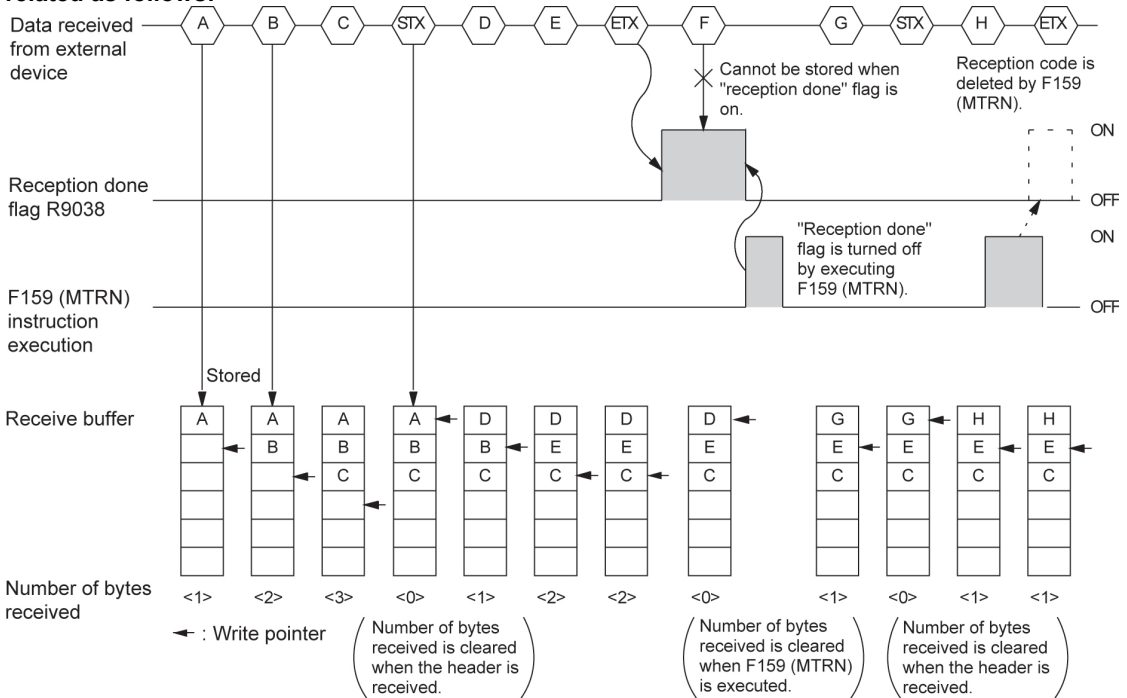 related as follows:
Data received
from external
device
A B C STX D E ETX F G STX H ETX
Cannot be stored when
"reception done" flag is
on.
Reception code is
deleted by F159
(MTRN).
ON
Reception done
flag R9038
OFF
ON
"Reception done"
flag is turned off
by executing
F159 (MTRN).
F159 (MTRN)
instruction
execution
OFF
Stored
Receive buffer
A A A A D D D D G G H H
B B B B E E E E E E E
C C C C C C C C C C
Number of bytes
received
<1> <2> <3> <0> <1> <2> <2> <0> <1> <0> <1> <1>
: Write pointer
Number of bytes
received is cleared
when the header is
received.
Number of bytes
received is cleared
when F159 (MTRN)
is executed.
Number of bytes
received is cleared
when the header is
received.